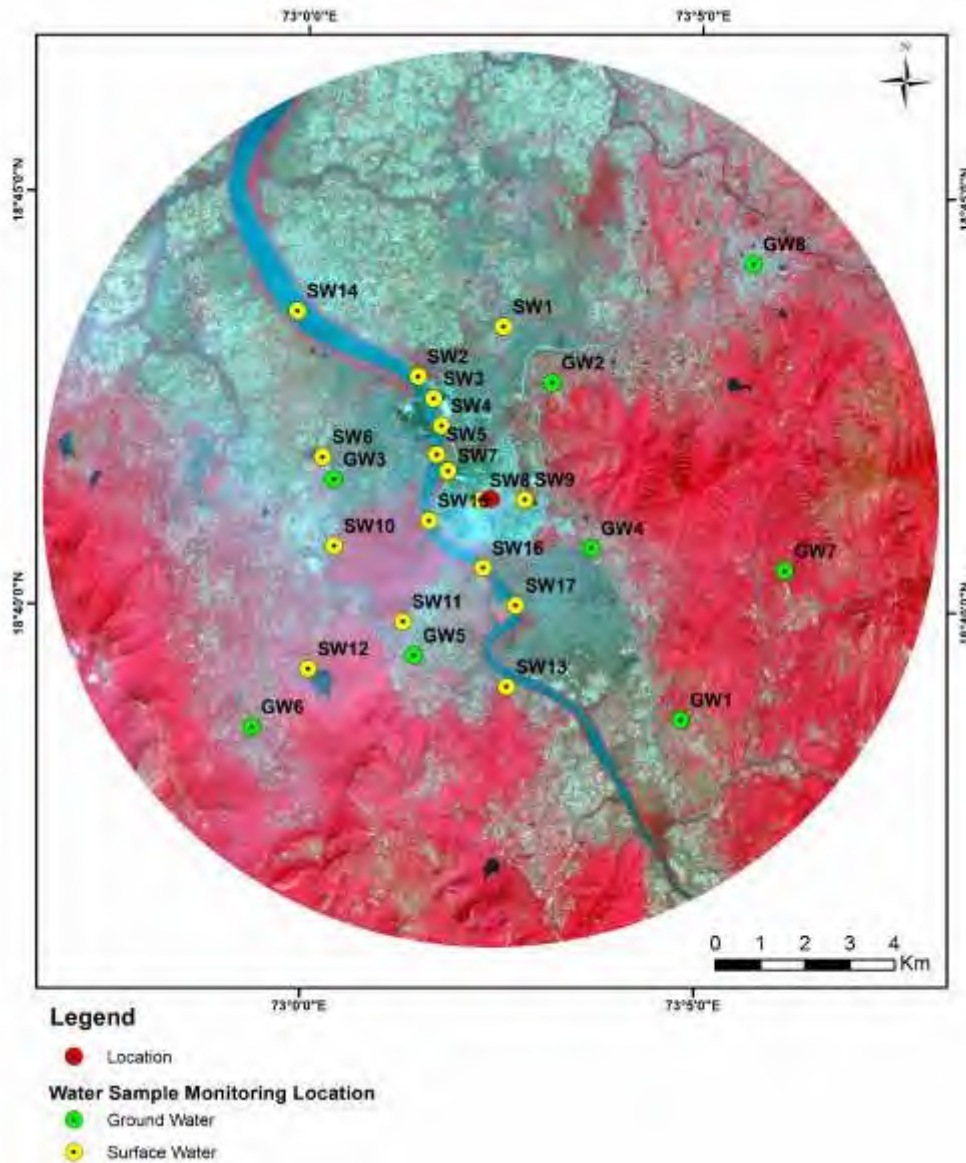 73°0'0"E 73°5'0"E
N
18°45'0"N
GW8
SW14
SW1
SW2
GW2
SW3
SW4
SW5
SW6
SW7
GW3
SW8 SW9
SW15
SW10
GW4
SW16
GW7
SW17
SW11
GW5
SW12
SW13
GW6
GW1
18°40'0"N
0 1 2 3 4
Km
73°0'0"E 73°5'0"E
Legend
Location
Water Sample Monitoring Location
Ground Water
Surface Water